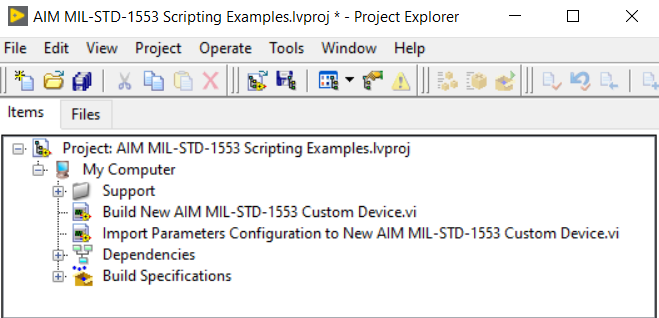 AIM MIL-STD-1553 Scripting Examples.lvproj * - Project Explorer
File Edit View Project Operate Tools Window Help
Items Files
Project: AIM MIL-STD-1553 Scripting Examples.lvproj
My Computer
Support
Build New AIM MIL-STD-1553 Custom Device.vi
Import Parameters Configuration to New AIM MIL-STD-1553 Custom Device.vi
Dependencies
Build Specifications